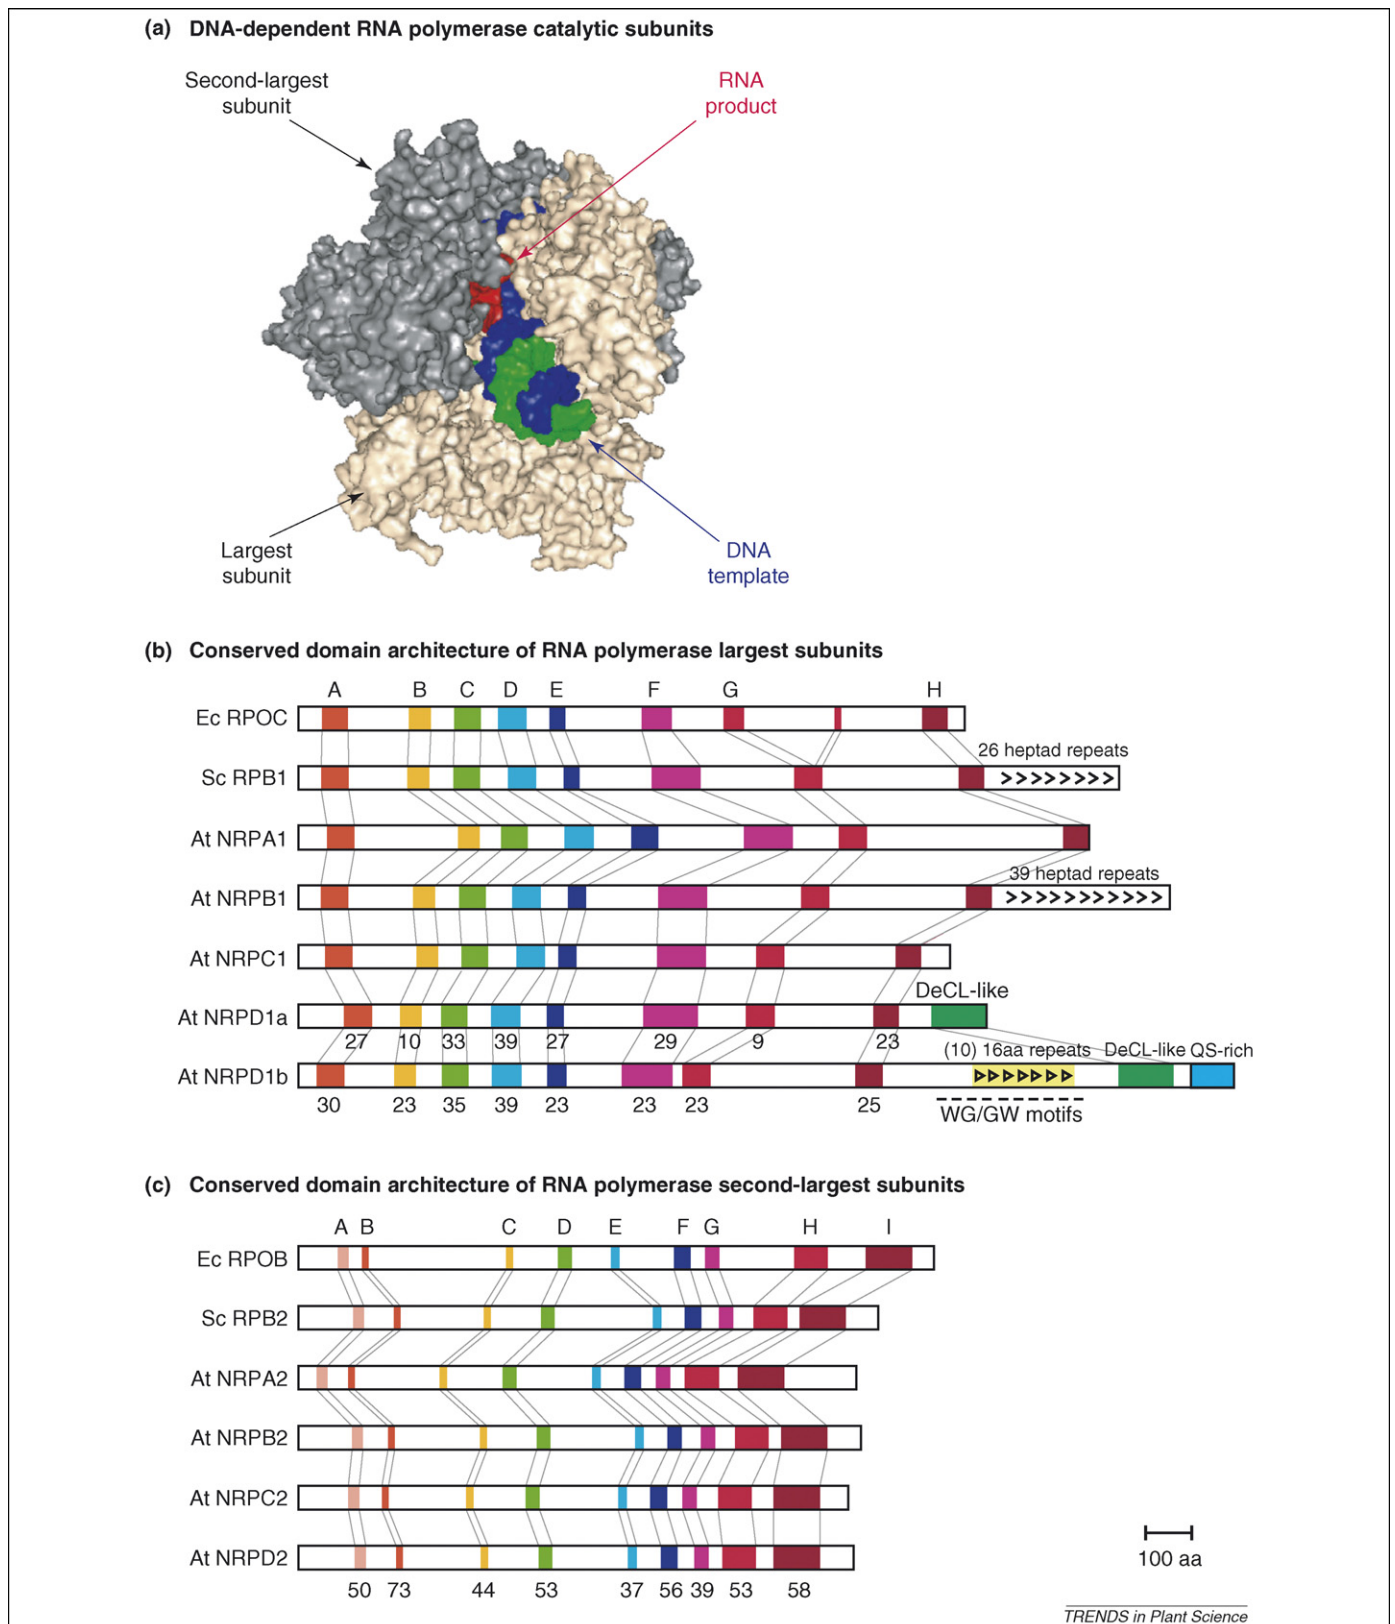 (a) DNA-dependent RNA polymerase catalytic subunits
Second-largest
subunit
RNA
product
Largest
subunit
DNA
template
(b) Conserved domain architecture of RNA polymerase largest subunits
A B C D E F G H
Ec RPOC
26 heptad repeats
Sc RPB1
At NRPA1
39 heptad repeats
At NRPB1
At NRPC1
DeCL-like
At NRPD1a
27 10 33 39 27 29 9 23
(10) 16aa repeats DeCL-like QS-rich
At NRPD1b
30 23 35 39 23 23 23 25
WG/GW motifs
(c) Conserved domain architecture of RNA polymerase second-largest subunits
A B C D E F G H I
Ec RPOB
Sc RPB2
At NRPA2
At NRPB2
At NRPC2
At NRPD2
50 73 44 53 37 56 39 53 58
100 aa
TRENDS in Plant Science